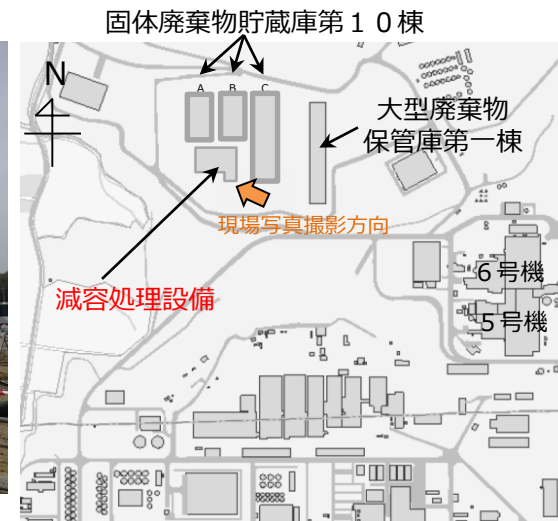 固体廃棄物貯蔵庫第１０棟
N
A B C
大型廃棄物
保管庫第一棟
現場写真撮影方向
減容処理設備
６号機
５号機